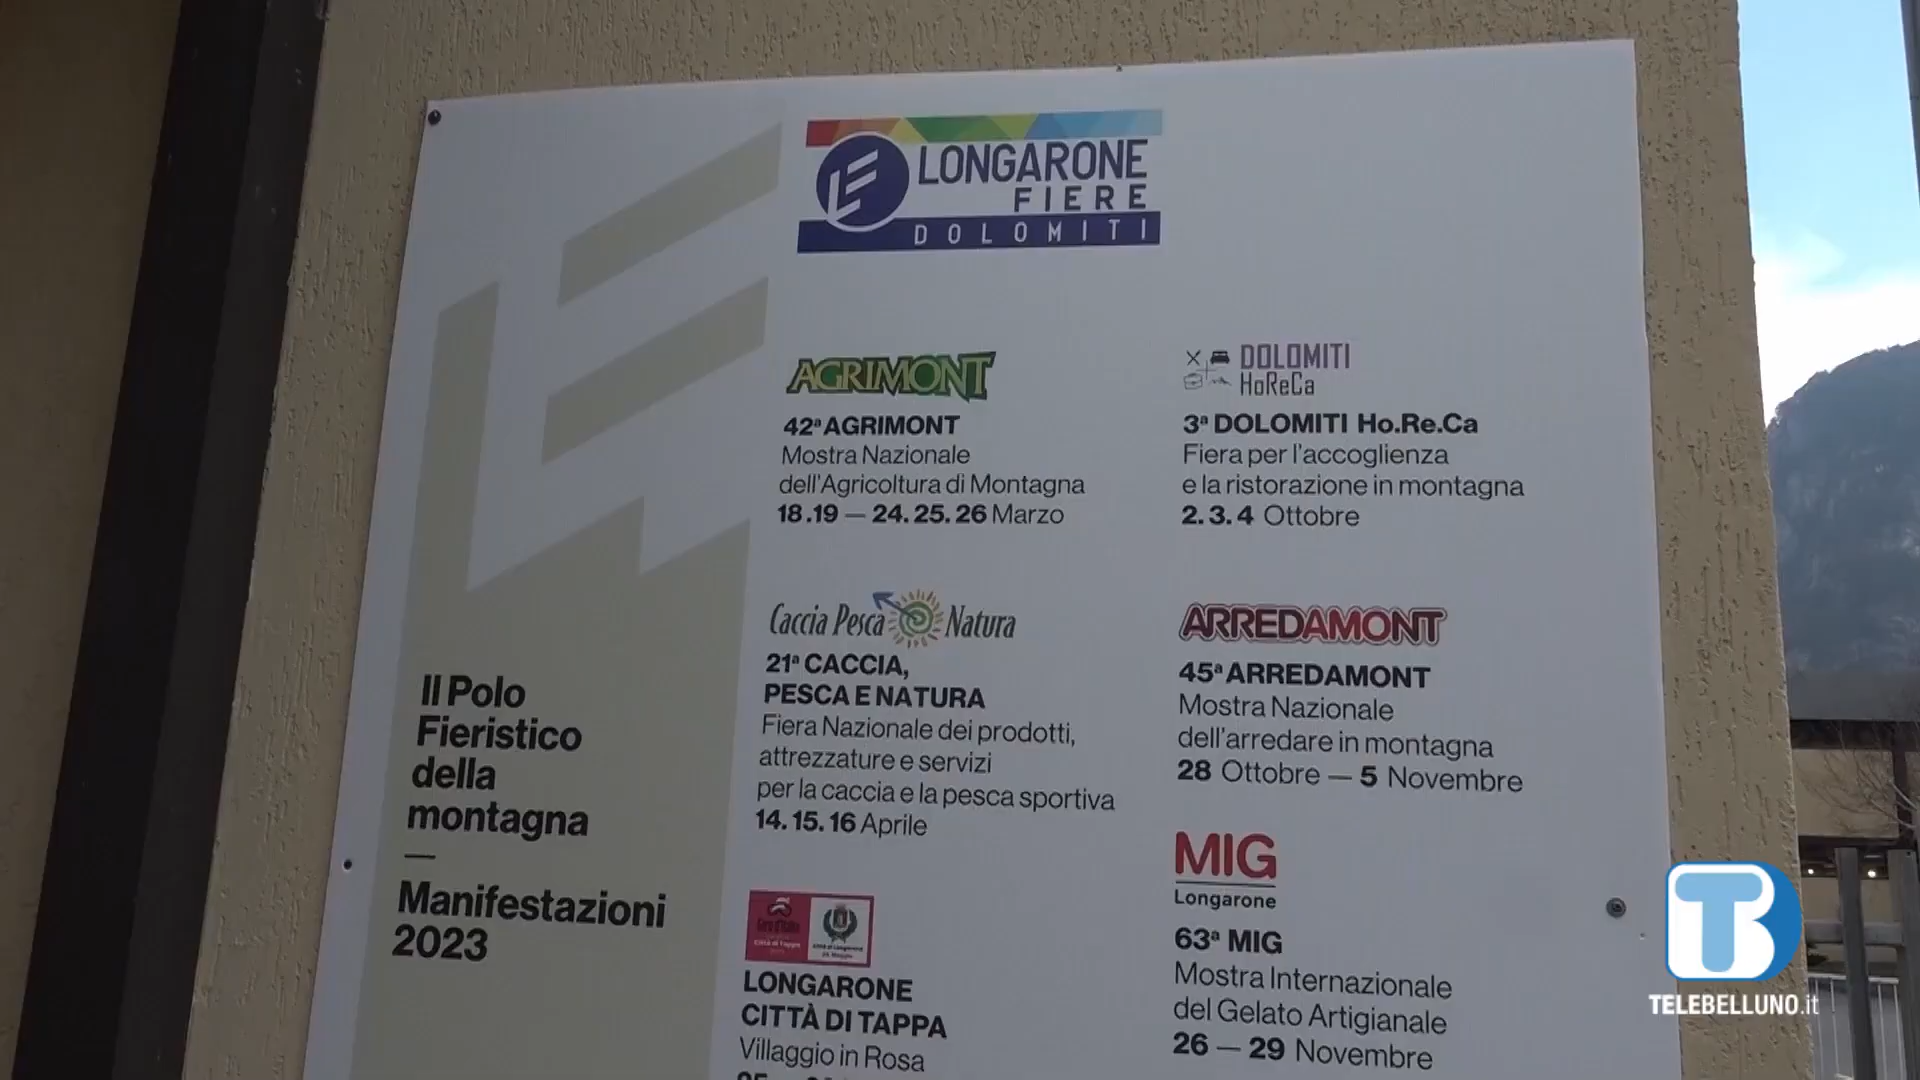 LONGARONE
FIERE
DOLOMITI
Il Polo
Fieristico
della
montagna
—
Manifestazioni
2023
AGRIMONT
42ª AGRIMONT
Mostra Nazionale
dell'Agricoltura di Montagna
18.19 — 24. 25. 26 Marzo
Caccia Pesca Natura
21ª CACCIA,
PESCA E NATURA
Fiera Nazionale dei prodotti,
attrezzature e servizi
per la caccia e la pesca sportiva
14. 15. 16 Aprile
Città di Tappa
LONGARONE
CITTÀ DI TAPPA
Villaggio in Rosa
DOLOMITI
HoReCa
3ª DOLOMITI Ho.Re.Ca
Fiera per l'accoglienza
e la ristorazione in montagna
2. 3. 4 Ottobre
ARREDAMONT
45ª ARREDAMONT
Mostra Nazionale
dell'arredare in montagna
28 Ottobre — 5 Novembre
MIG
Longarone
63ª MIG
Mostra Internazionale
del Gelato Artigianale
26 — 29 Novembre
TB
TELEBELLUNO.it